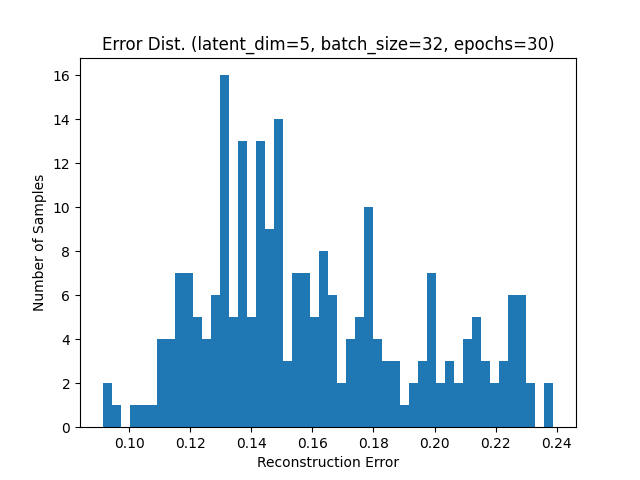 Error Dist. (latent_dim=5, batch_size=32, epochs=30)
16
14
12
10
8
6
4
2
0
Number of Samples
0.10 0.12 0.14 0.16 0.18 0.20 0.22 0.24
Reconstruction Error